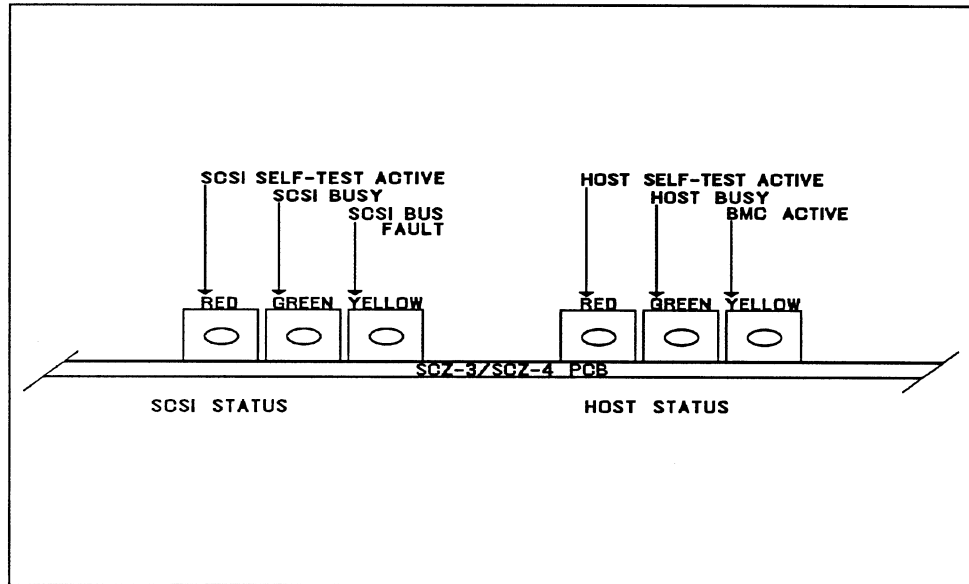 SCSI SELF-TEST ACTIVE
SCSI BUSY
SCSI BUS
FAULT
RED GREEN YELLOW
HOST SELF-TEST ACTIVE
HOST BUSY
BMC ACTIVE
RED GREEN YELLOW
SCZ-3/SCZ-4 PCB
SCSI STATUS
HOST STATUS